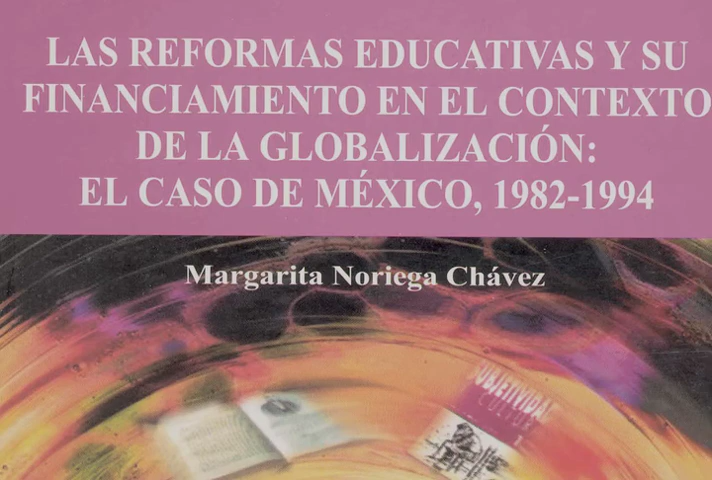 LAS REFORMAS EDUCATIVAS Y SU
FINANCIAMIENTO EN EL CONTEXTO
DE LA GLOBALIZACIÓN:
EL CASO DE MÉXICO, 1982-1994
Margarita Noriega Chávez